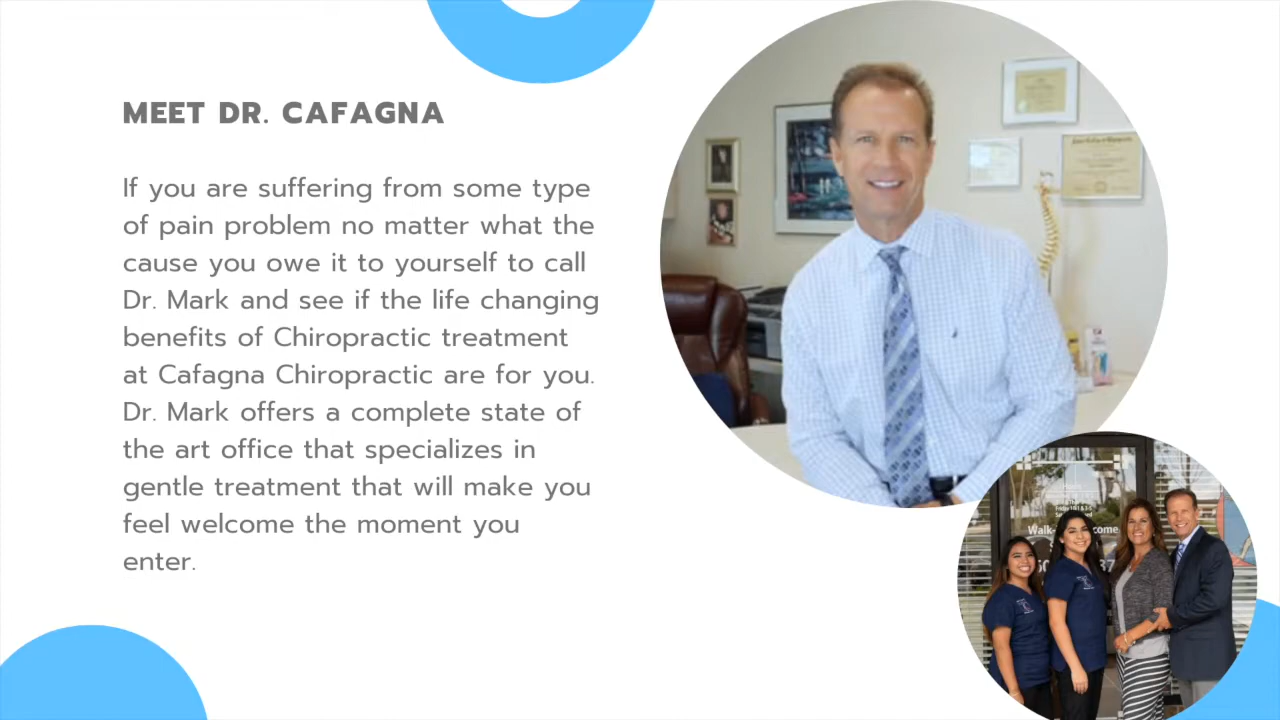 MEET DR. CAFAGNA
If you are suffering from some type
of pain problem no matter what the
cause you owe it to yourself to call
Dr. Mark and see if the life changing
benefits of Chiropractic treatment
at Cafagna Chiropractic are for you.
Dr. Mark offers a complete state of
the art office that specializes in
gentle treatment that will make you
feel welcome the moment you
enter.